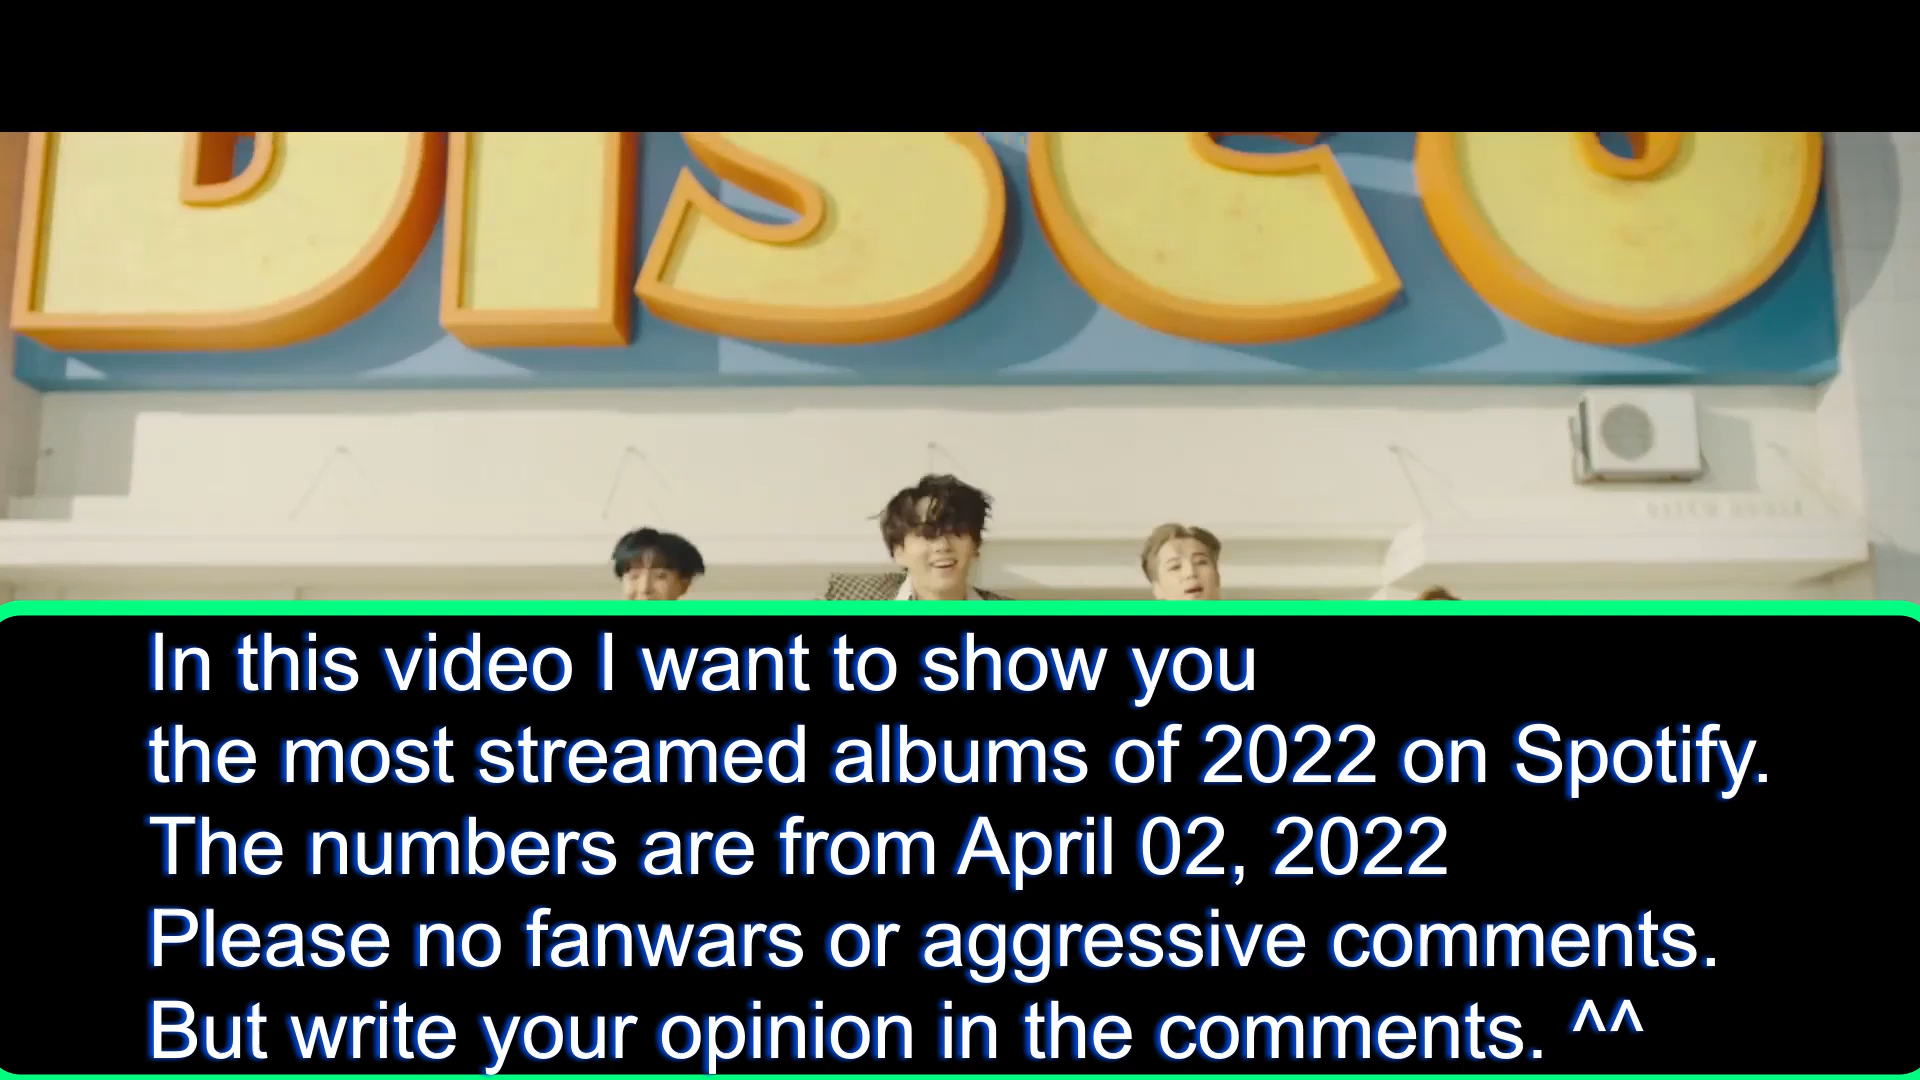 DISCO
In this video I want to show you
the most streamed albums of 2022 on Spotify.
The numbers are from April 02, 2022
Please no fanwars or aggressive comments.
But write your opinion in the comments. ^^